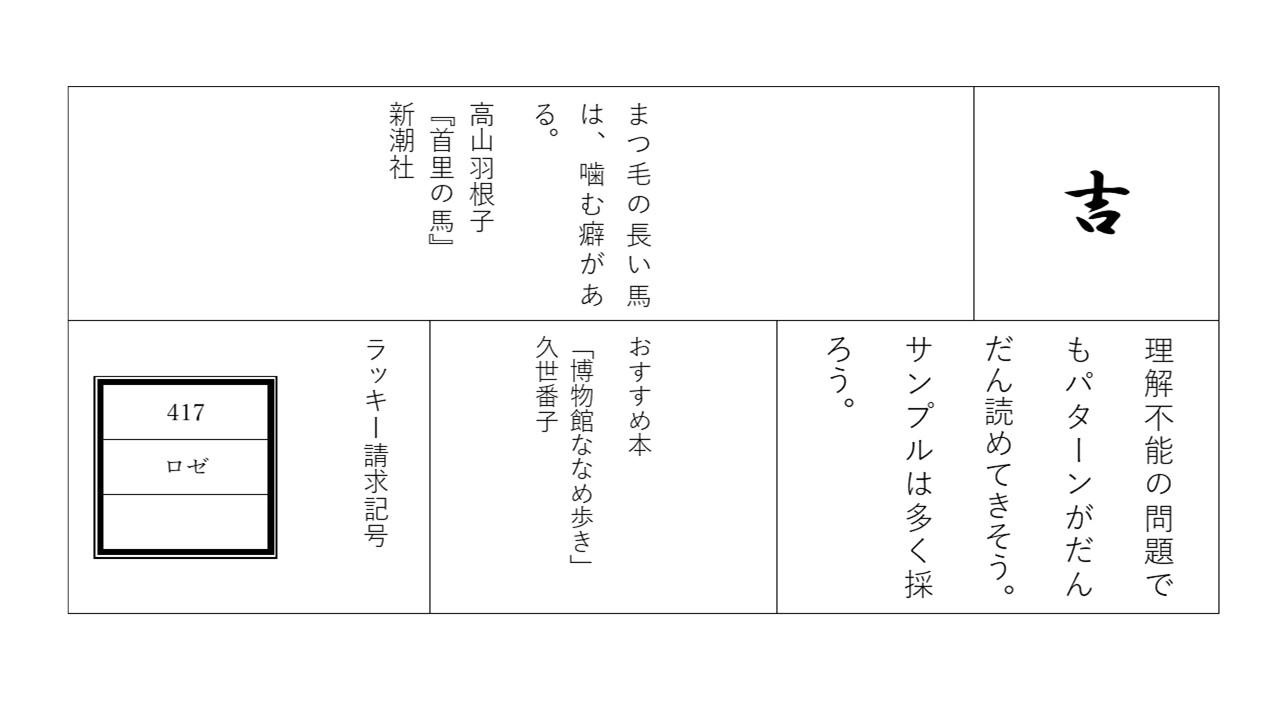 吉
まつ毛の長い馬
は、噛む癖があ
る。
高山羽根子
『首里の馬』
新潮社
理解不能の問題で
もパターンがだん
だん読めてきそう。
サンプルは多く採
ろう。
おすすめ本
「博物館ななめ歩き」
久世番子
ラッキー請求記号
417
ロゼ